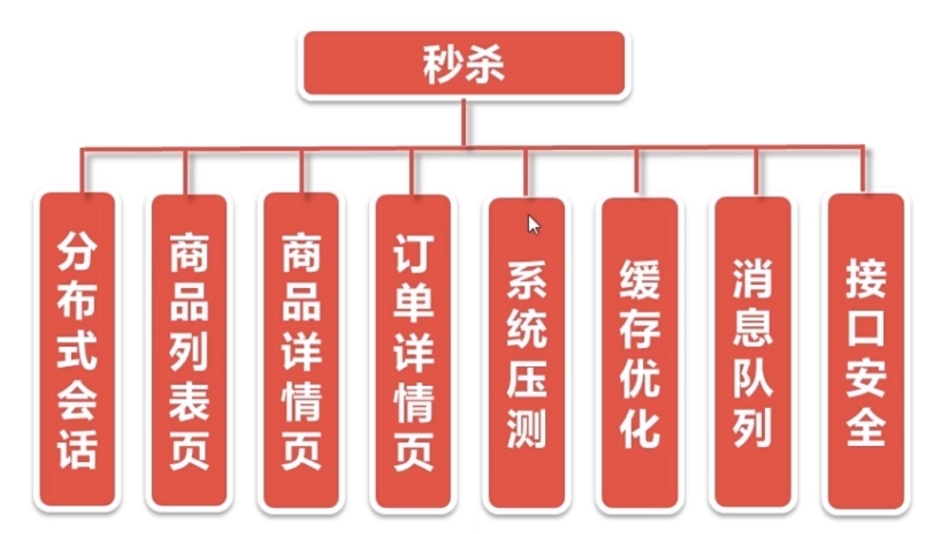 秒杀
分布式会话
商品列表页
商品详情页
订单详情页
系统压测
缓存优化
消息队列
接口安全